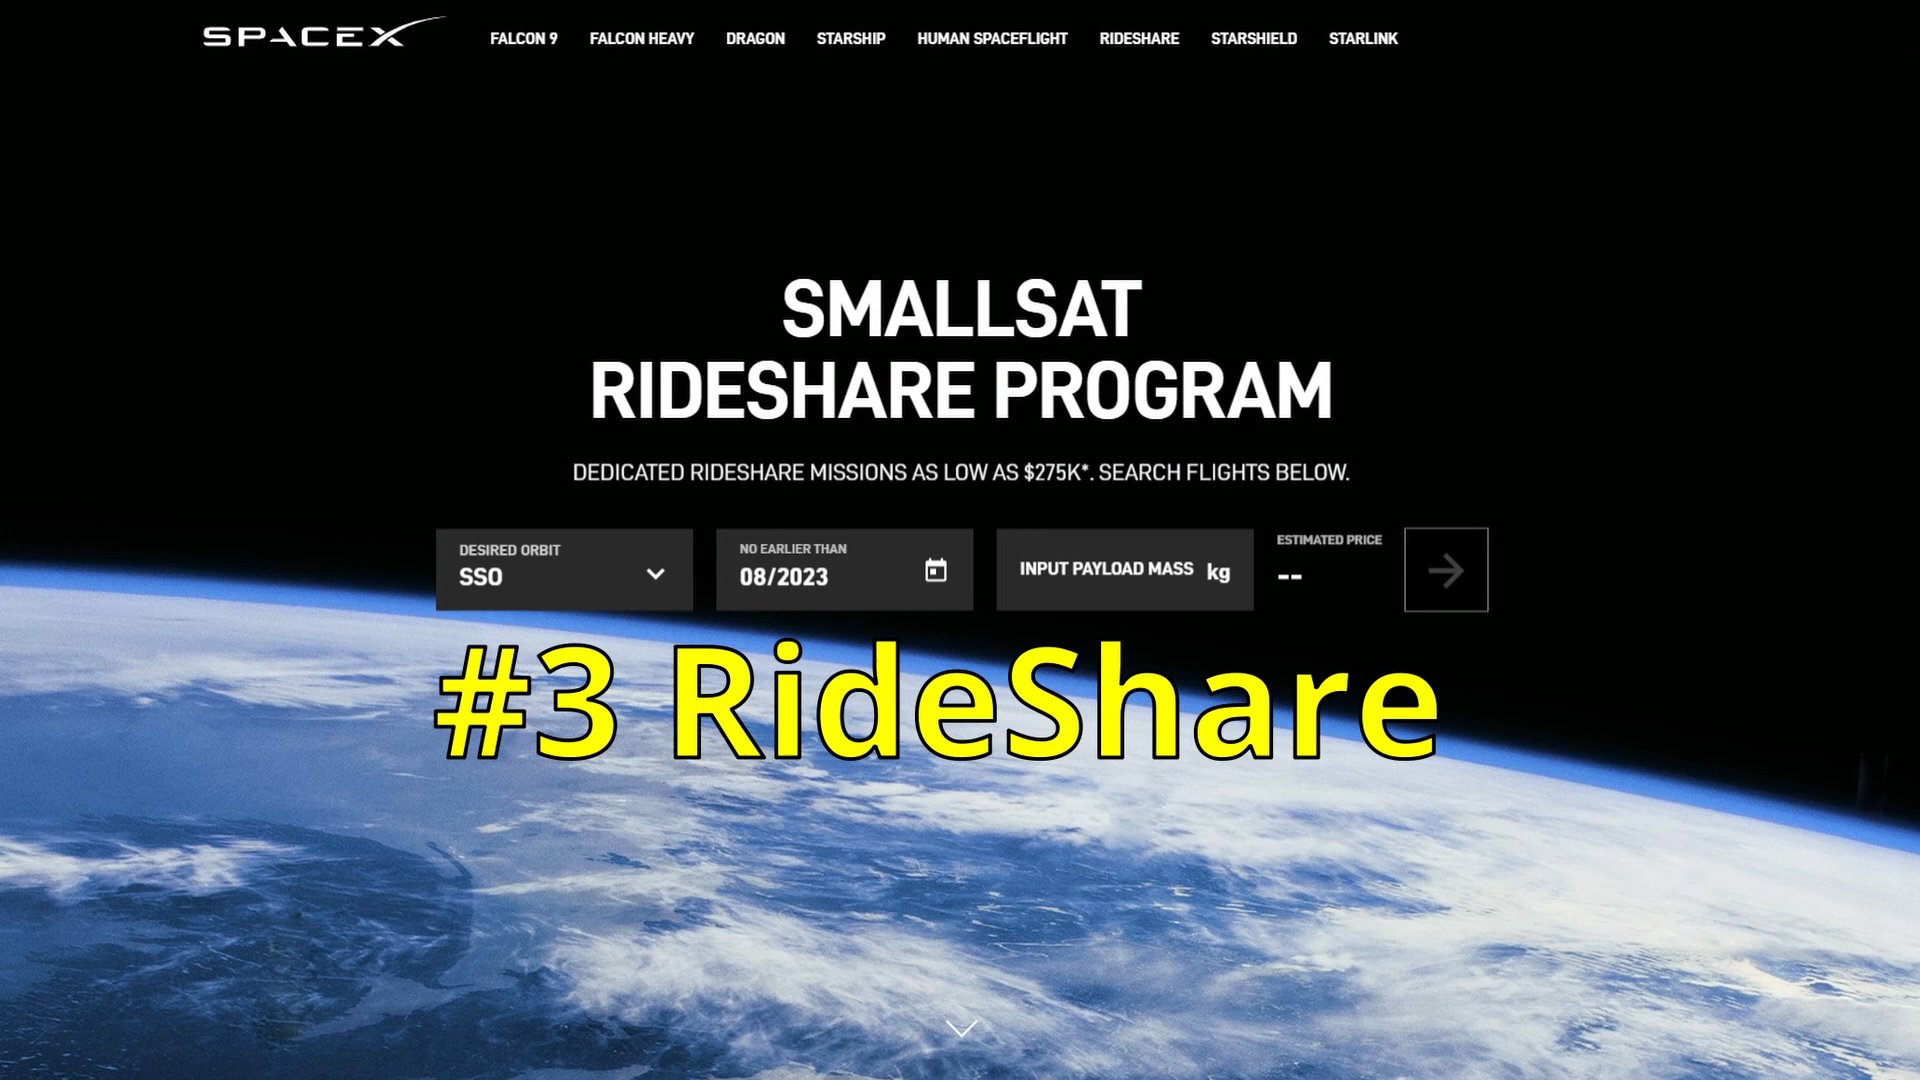 SPACEX FALCON 9 FALCON HEAVY DRAGON STARSHIP HUMAN SPACEFLIGHT RIDESHARE STARSHIELD STARLINK
SMALLSAT
RIDESHARE PROGRAM
DEDICATED RIDESHARE MISSIONS AS LOW AS $275K*. SEARCH FLIGHTS BELOW.
DESIRED ORBIT
SSO
NO EARLIER THAN
08/2023
INPUT PAYLOAD MASS kg
ESTIMATED PRICE
--
#3 RideShare